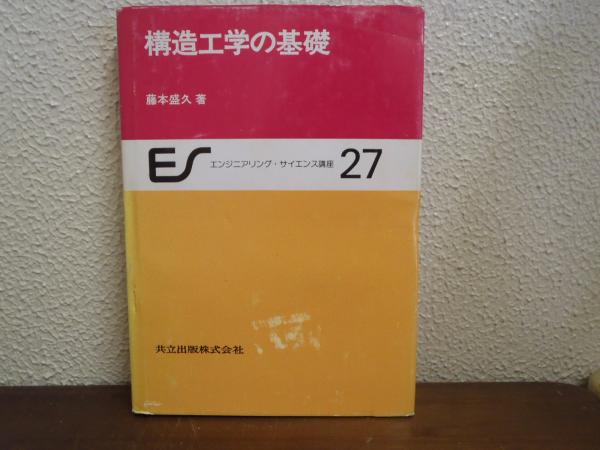 構造工学の基礎
藤本盛久 著
ES エンジニアリング・サイエンス講座 27
共立出版株式会社